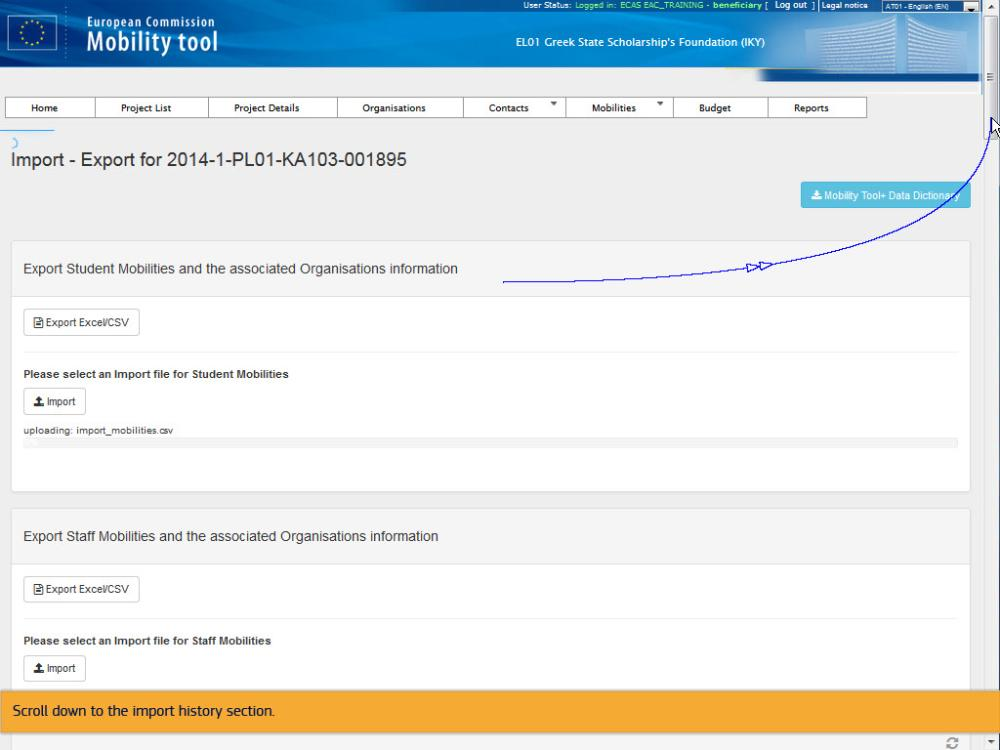 User Status: Logged in: ECAS EAC_TRAINING - beneficiary [ Log out ] Legal notice AT01 - English (EN)
European Commission
Mobility tool
EL01 Greek State Scholarship's Foundation (IKY)
Home Project List Project Details Organisations Contacts Mobilities Budget Reports
Import - Export for 2014-1-PL01-KA103-001895
Mobility Tool+ Data Dictionary
Export Student Mobilities and the associated Organisations information
Export Excel/CSV
Please select an Import file for Student Mobilities
Import
uploading: import_mobilities.csv
Export Staff Mobilities and the associated Organisations information
Export Excel/CSV
Please select an Import file for Staff Mobilities
Import
Scroll down to the import history section.